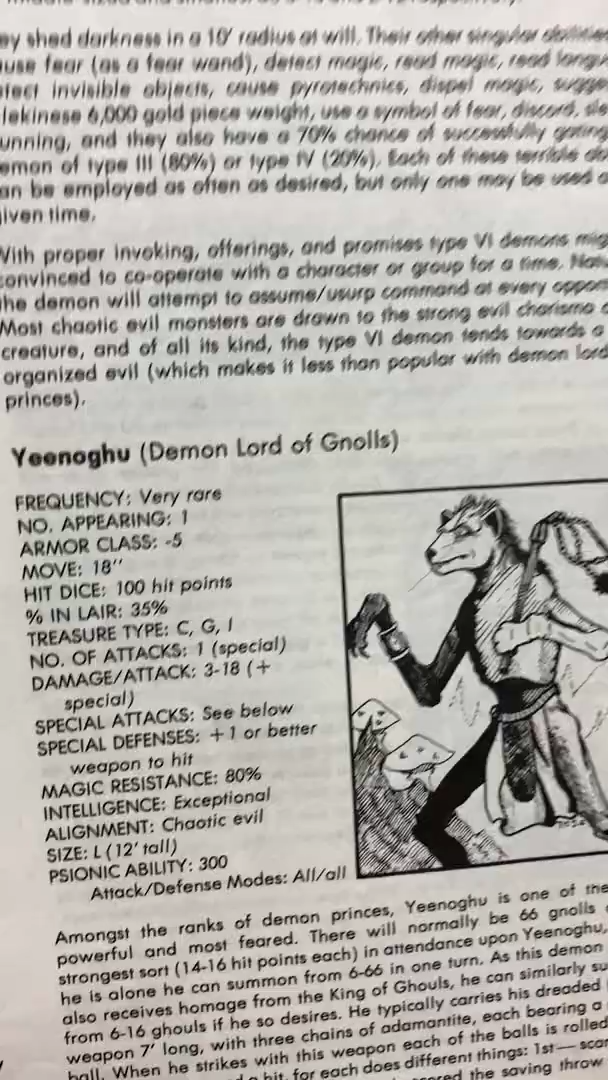 ey shed darkness in a 10' radius at will. Their other singular
use fear (as a fear wand), detect magic, read magic, read
tect invisible objects, cause pyrotechnics, dispel magic,
lekinese 6,000 gold piece weight, use a symbol of fear, discord,
unning, and they also have a 70% chance of successfully
emon of type III (80%) or type IV (20%). Each of these terrible
an be employed as often as desired, but only one may be used
iven time.
With proper invoking, offerings, and promises type VI demons
convinced to co-operate with a character or group for a time.
he demon will attempt to assume/usurp command at every
Most chaotic evil monsters are drawn to the strong evil charisma
creature, and of all its kind, the type VI demon tends towards a
organized evil (which makes it less than popular with demon lord
princes).
Yeenoghu (Demon Lord of Gnolls)
FREQUENCY: Very rare
NO. APPEARING: 1
ARMOR CLASS: -5
MOVE: 18"
HIT DICE: 100 hit points
% IN LAIR: 35%
TREASURE TYPE: C, G, I
NO. OF ATTACKS: 1 (special)
DAMAGE/ATTACK: 3-18 (+
special)
SPECIAL ATTACKS: See below
SPECIAL DEFENSES: +1 or better
weapon to hit
MAGIC RESISTANCE: 80%
INTELLIGENCE: Exceptional
ALIGNMENT: Chaotic evil
SIZE: L (12' tall)
PSIONIC ABILITY: 300
Attack/Defense Modes: All/all
Amongst the ranks of demon princes, Yeenoghu is one of the
powerful and most feared. There will normally be 66 gnolls
strongest sort (14-16 hit points each) in attendance upon Yeenoghu,
he is alone he can summon from 6-66 in one turn. As this demon
also receives homage from the King of Ghouls, he can similarly su
from 6-16 ghouls if he so desires. He typically carries his dreaded
weapon 7' long, with three chains of adamantite, each bearing a
ball. When he strikes with this weapon each of the balls is rolled
hit, for each does different things: 1st—
the saving throw